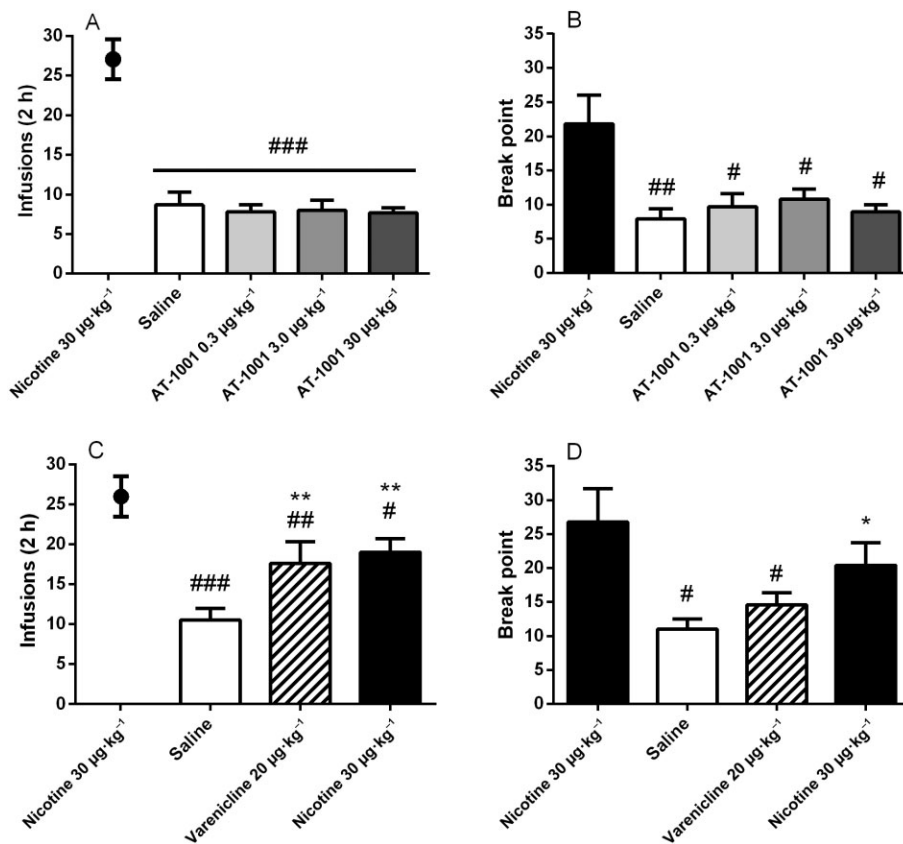 A
Infusions (2 h)
30
25
20
15
10
5
0
###
Nicotine 30 µg·kg⁻¹
Saline
AT-1001 0.3 µg·kg⁻¹
AT-1001 3.0 µg·kg⁻¹
AT-1001 30 µg·kg⁻¹
B
Break point
35
30
25
20
15
10
5
0
##
#
#
#
Nicotine 30 µg·kg⁻¹
Saline
AT-1001 0.3 µg·kg⁻¹
AT-1001 3.0 µg·kg⁻¹
AT-1001 30 µg·kg⁻¹
C
Infusions (2 h)
30
25
20
15
10
5
0
###
**
##
**
#
Nicotine 30 µg·kg⁻¹
Saline
Varenicline 20 µg·kg⁻¹
Nicotine 30 µg·kg⁻¹
D
Break point
35
30
25
20
15
10
5
0
#
#
*
Nicotine 30 µg·kg⁻¹
Saline
Varenicline 20 µg·kg⁻¹
Nicotine 30 µg·kg⁻¹